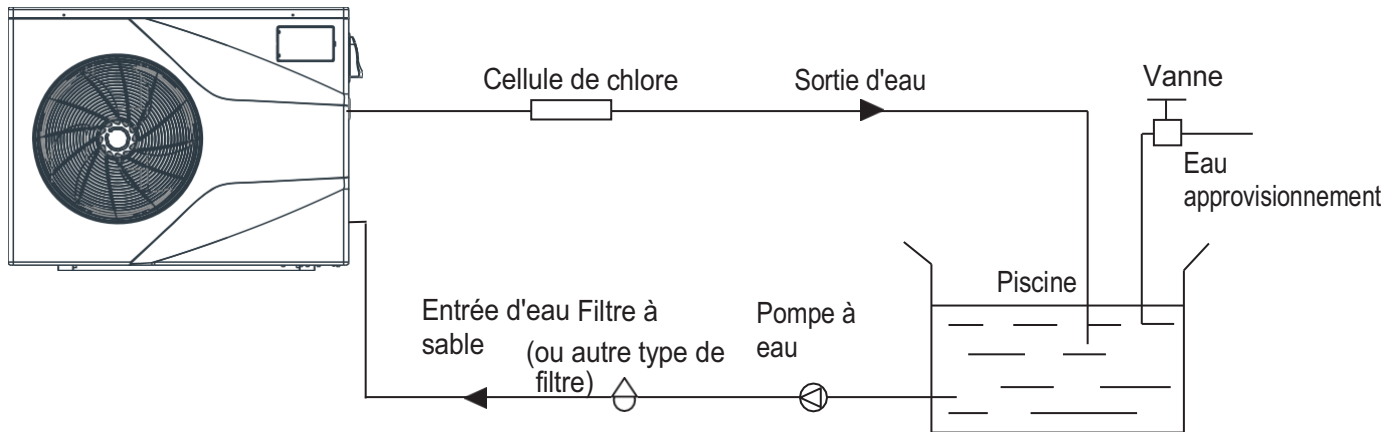 Vanne
Cellule de chlore
Sortie d'eau
Eau
approvisionnement
Piscine
Entrée d'eau Filtre à
sable
(ou autre type de
filtre)
Pompe à
eau